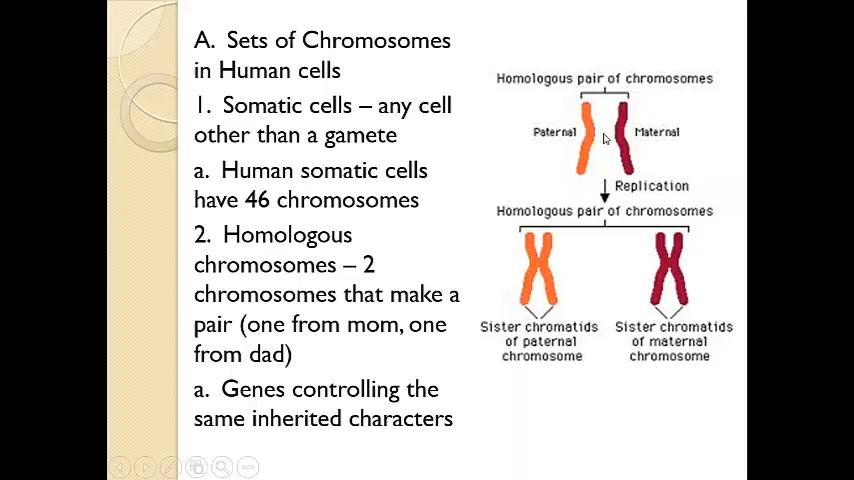 A. Sets of Chromosomes
in Human cells
1. Somatic cells – any cell
other than a gamete
a. Human somatic cells
have 46 chromosomes
2. Homologous
chromosomes – 2
chromosomes that make a
pair (one from mom, one
from dad)
a. Genes controlling the
same inherited characters
Homologous pair of chromosomes
Paternal
Maternal
Replication
Homologous pair of chromosomes
Sister chromatids
of paternal
chromosome
Sister chromatids
of maternal
chromosome